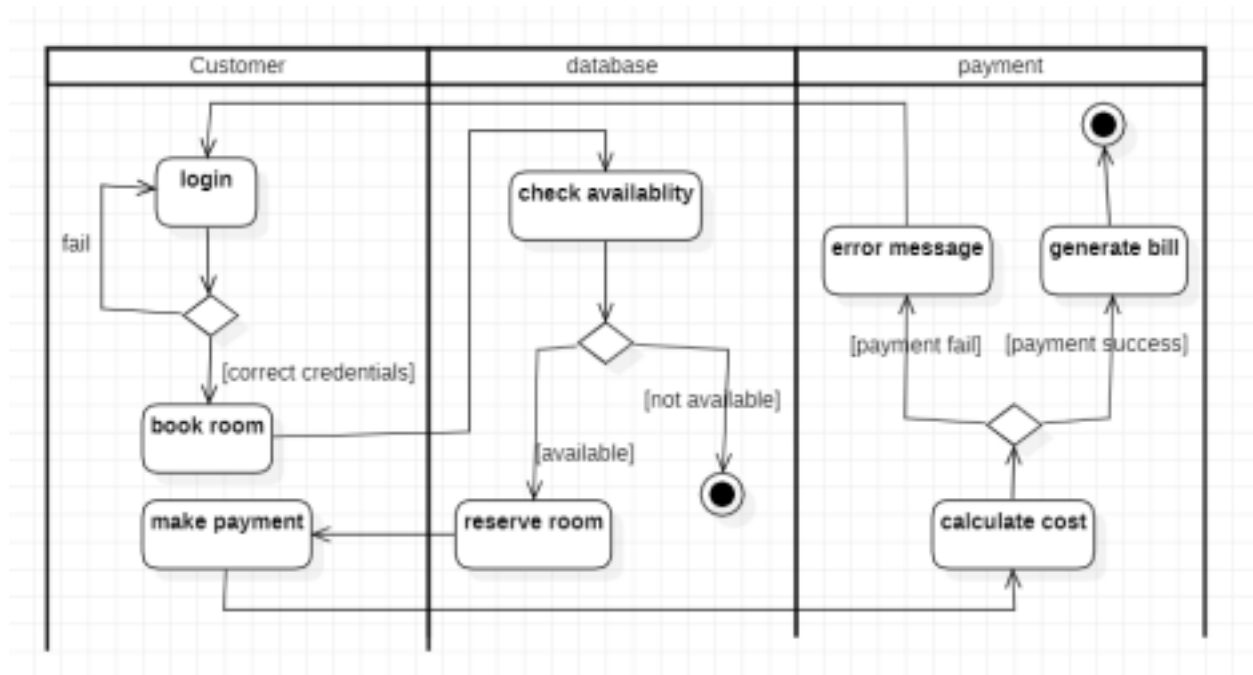 Customer
database
payment
login
check availablity
fail
error message
generate bill
[payment fail]
[payment success]
[correct credentials]
[not available]
book room
[available]
make payment
reserve room
calculate cost